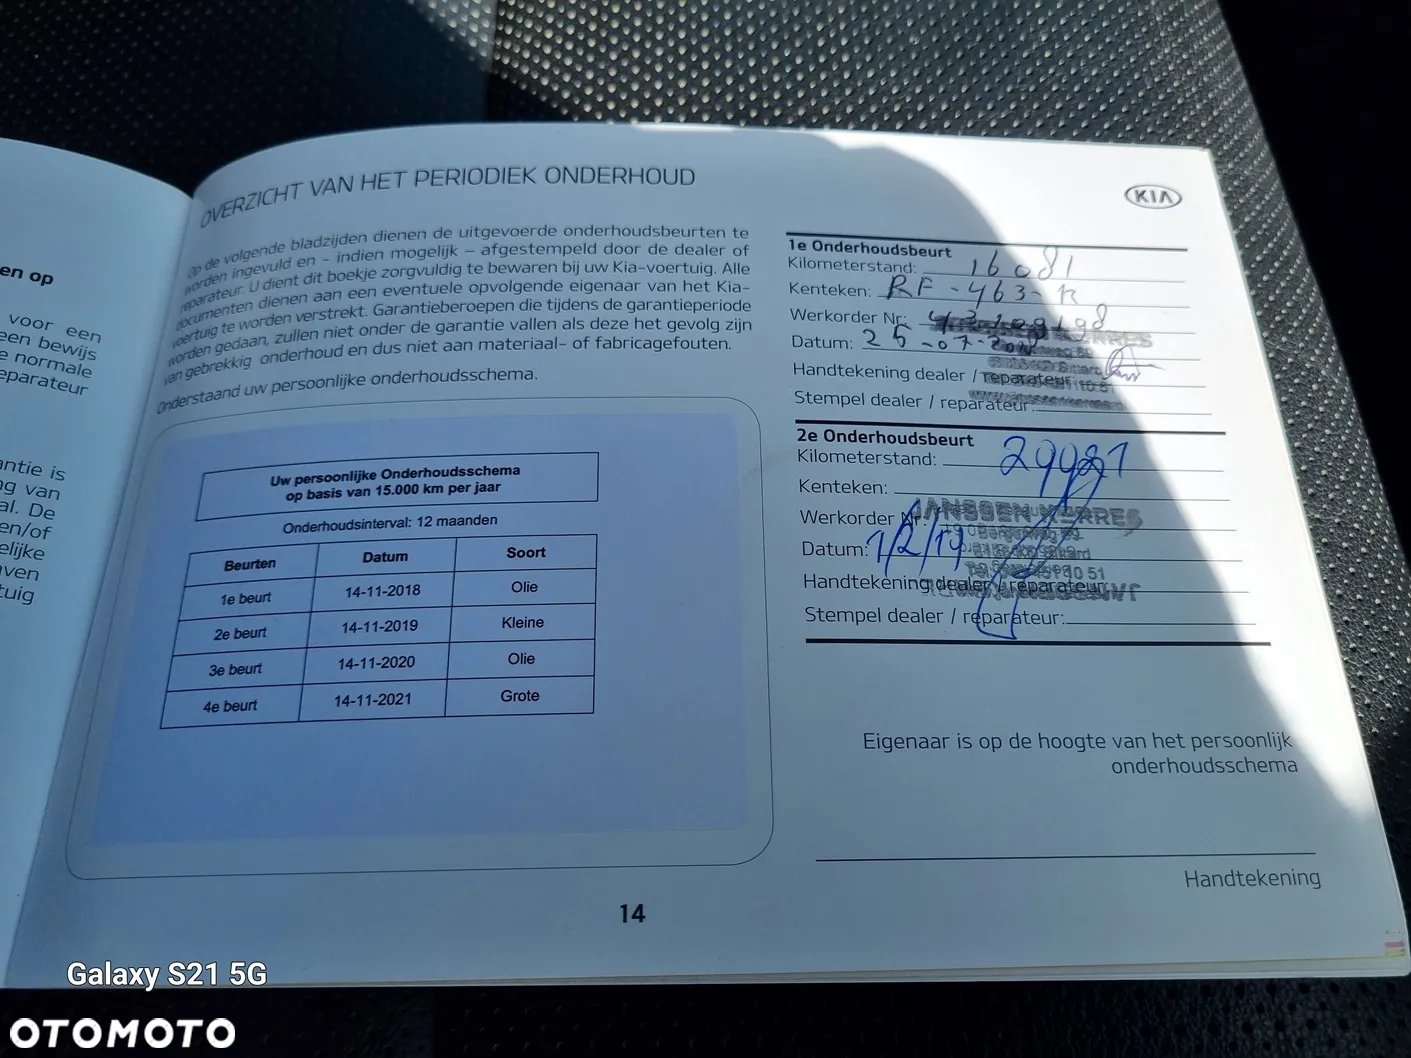 en op
voor een
een bewijs
e normale
eparateur
antie is
ng van
al. De
en/of
elijke
ven
tuig
OVERZICHT VAN HET PERIODIEK ONDERHOUD
Op de volgende bladzijden dienen de uitgevoerde onderhoudsbeurten te
worden ingevuld en – indien mogelijk – afgestempeld door de dealer of
reparateur. U dient dit boekje zorgvuldig te bewaren bij uw Kia-voertuig. Alle
documenten dienen aan een eventuele opvolgende eigenaar van het Kia-
voertuig te worden verstrekt. Garantieberoepen die tijdens de garantieperiode
worden gedaan, zullen niet onder de garantie vallen als deze het gevolg zijn
van gebrekkig onderhoud en dus niet aan materiaal- of fabricagefouten.
Onderstaand uw persoonlijke onderhoudsschema.
Uw persoonlijke Onderhoudsschema
op basis van 15.000 km per jaar
Onderhoudsinterval: 12 maanden
Beurten Datum Soort
1e beurt 14-11-2018 Olie
2e beurt 14-11-2019 Kleine
3e beurt 14-11-2020 Olie
4e beurt 14-11-2021 Grote
KIA
1e Onderhoudsbeurt
Kilometerstand: 16081
Kenteken: RF-463-R
Werkorder Nr:
Datum: 25-07-2018
Handtekening dealer / reparateur:
Stempel dealer / reparateur:
2e Onderhoudsbeurt
Kilometerstand:
Kenteken:
JANSSEN KERRES
Werkorder Nr:
Datum: 1/2/19
Handtekening dealer / reparateur:
Stempel dealer / reparateur:
Eigenaar is op de hoogte van het persoonlijk
onderhoudsschema
Handtekening
14
Galaxy S21 5G
OTOMOTO